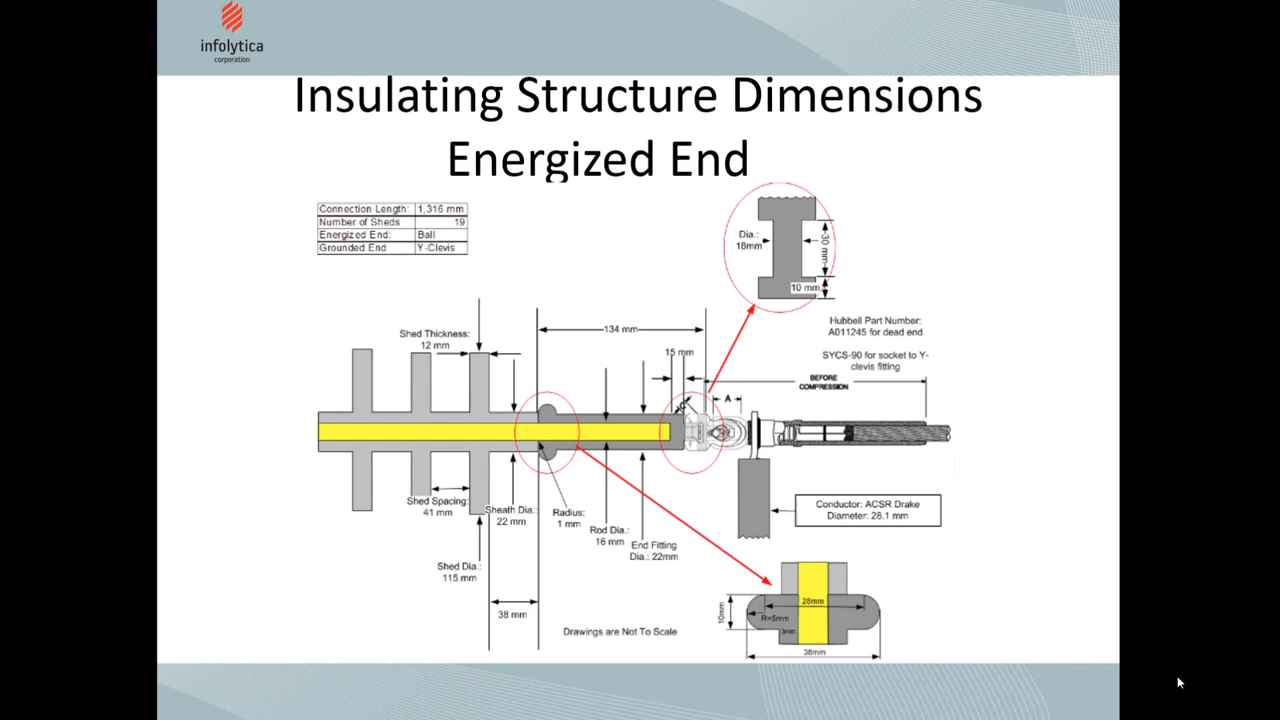 infolytica
corporation
Insulating Structure Dimensions
Energized End
Connection Length: 1,316 mm
Number of Sheds 19
Energized End: Ball
Grounded End Y-Clevis
Dia.:
18mm
30 mm
10 mm
Hubbell Part Number:
A011245 for dead end
SYCS-90 for socket to Y-
clevis fitting
BEFORE
COMPRESSION
A
134 mm
15 mm
Shed Thickness:
12 mm
Shed Spacing:
41 mm
Sheath Dia.:
22 mm
Radius:
1 mm
Rod Dia.:
16 mm
End Fitting
Dia.: 22mm
Shed Dia.:
115 mm
38 mm
Conductor: ACSR Drake
Diameter: 28.1 mm
28mm
10mm
R=5mm
3mm
38mm
Drawings are Not To Scale